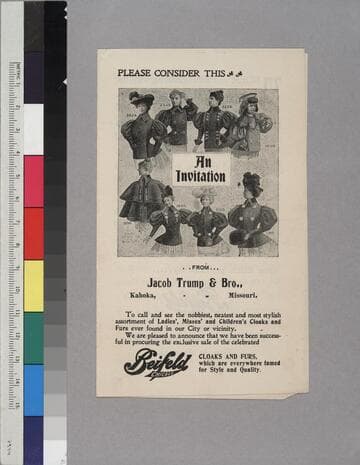 PLEASE CONSIDER THIS
An
Invitation
..FROM...
Jacob Trump & Bro.,
Kahoka, - - Missouri,
To call and see the nobbiest, neatest and most stylish
assortment of Ladies', Misses' and Children's Cloaks and
Furs ever found in our City or vicinity.
We are pleased to announce that we have been success-
ful in procuring the exclusive sale of the celebrated
Beifeld
CHICAGO
CLOAKS AND FURS,
which are everywhere famed
for Style and Quality.